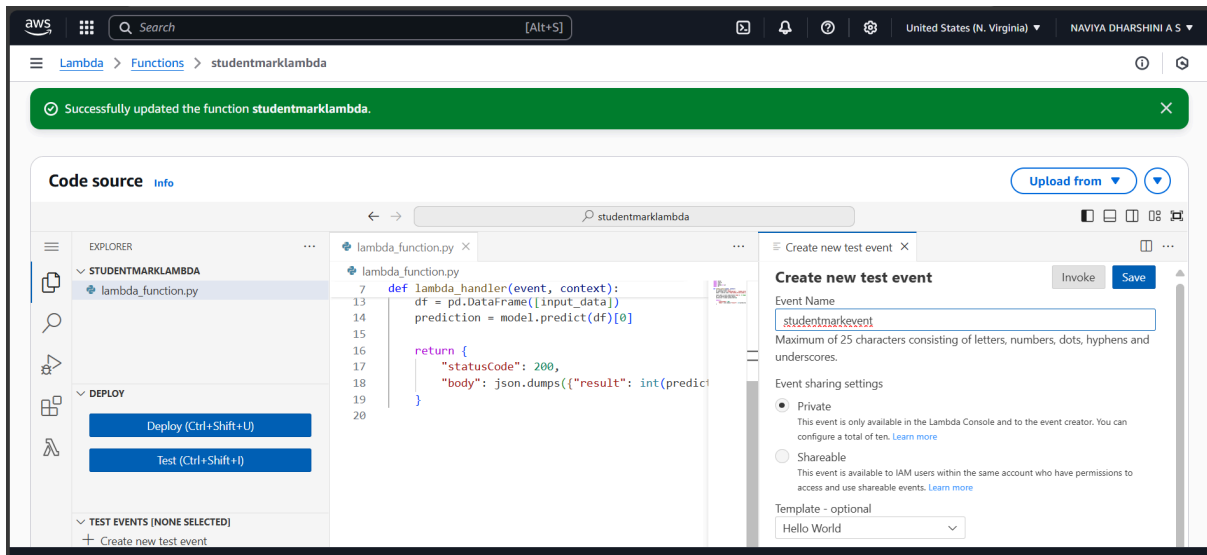 aws
Search [Alt+S]
United States (N. Virginia) ▼
NAVIYA DHARSHINI A S ▼
Lambda > Functions > studentmarklambda
Successfully updated the function studentmarklambda.
Code source Info
Upload from ▼
studentmarklambda
EXPLORER
STUDENTMARKLAMBDA
lambda_function.py
DEPLOY
Deploy (Ctrl+Shift+U)
Test (Ctrl+Shift+I)
TEST EVENTS [NONE SELECTED]
+ Create new test event
lambda_function.py
lambda_function.py
7 def lambda_handler(event, context):
13 df = pd.DataFrame([input_data])
14 prediction = model.predict(df)[0]
15
16 return {
17 "statusCode": 200,
18 "body": json.dumps({"result": int(predict
19 }
20
Create new test event
Create new test event
Invoke
Save
Event Name
studentmarkevent
Maximum of 25 characters consisting of letters, numbers, dots, hyphens and
underscores.
Event sharing settings
Private
This event is only available in the Lambda Console and to the event creator. You can
configure a total of ten. Learn more
Shareable
This event is available to IAM users within the same account who have permissions to
access and use shareable events. Learn more
Template - optional
Hello World